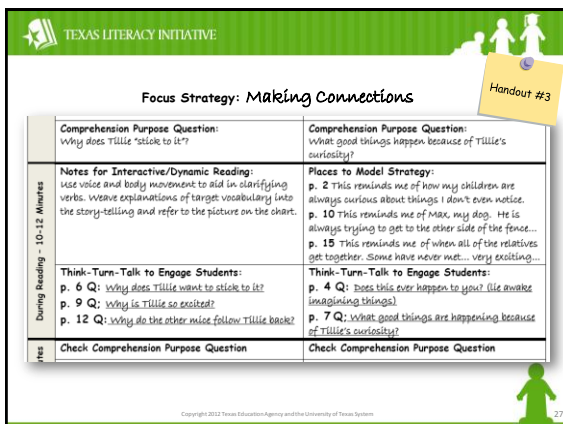 TEXAS LITERACY INITIATIVE
Handout #3
Focus Strategy: Making Connections
Comprehension Purpose Question:
Why does Tillie "stick to it"?
Comprehension Purpose Question:
What good things happen because of Tillie's
curiosity?
During Reading - 10-12 Minutes
Notes for Interactive/Dynamic Reading:
Use voice and body movement to aid in clarifying
verbs. Weave explanations of target vocabulary into
the story-telling and refer to the picture on the chart.
Places to Model Strategy:
p. 2 This reminds me of how my children are
always curious about things I don't even notice.
p. 10 This reminds me of Max, my dog. He is
always trying to get to the other side of the fence...
p. 15 This reminds me of when all of the relatives
get together. Some have never met... very exciting...
Think-Turn-Talk to Engage Students:
p. 6 Q: Why does Tillie want to stick to it?
p. 9 Q; Why is Tillie so excited?
p. 12 Q: Why do the other mice follow Tillie back?
Think-Turn-Talk to Engage Students:
p. 4 Q: Does this ever happen to you? (lie awake
imagining things)
p. 7 Q; What good things are happening because
of Tillie's curiosity?
utes
Check Comprehension Purpose Question
Check Comprehension Purpose Question
Copyright 2012 Texas Education Agency and the University of Texas System
27